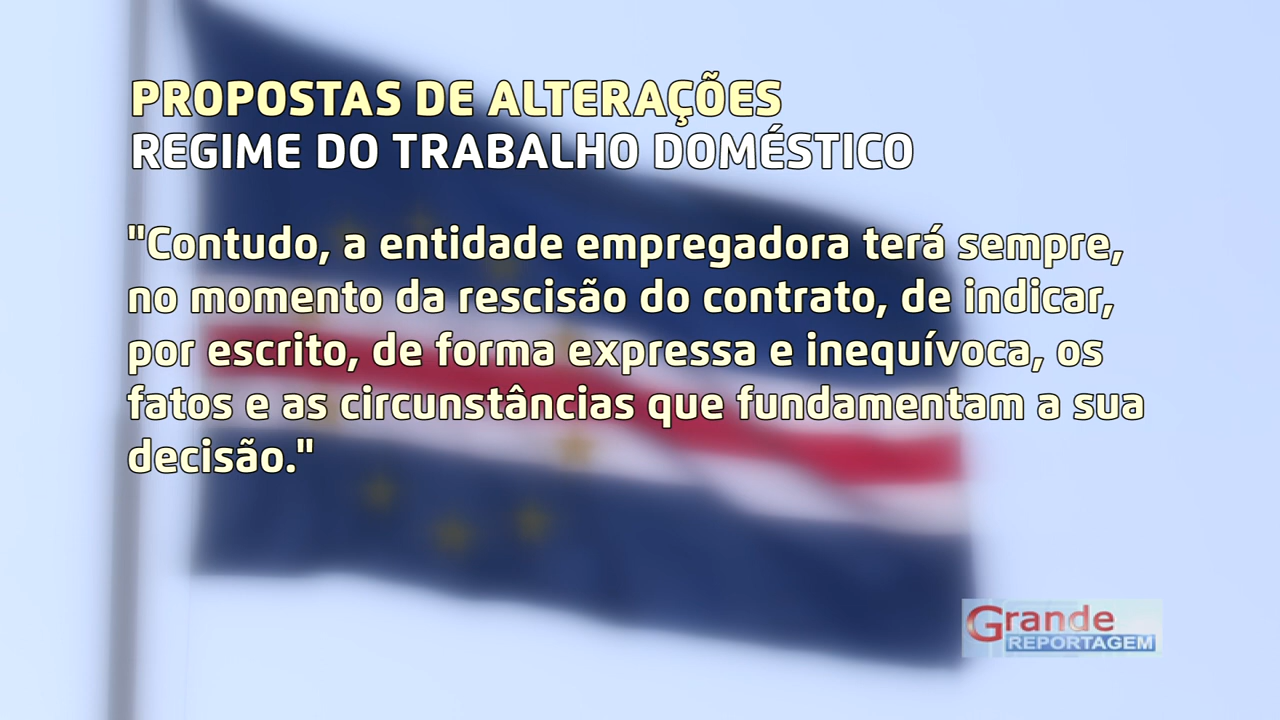 PROPOSTAS DE ALTERAÇÕES
REGIME DO TRABALHO DOMÉSTICO
"Contudo, a entidade empregadora terá sempre,
no momento da rescisão do contrato, de indicar,
por escrito, de forma expressa e inequívoca, os
fatos e as circunstâncias que fundamentam a sua
decisão."
Grande
REPORTAGEM